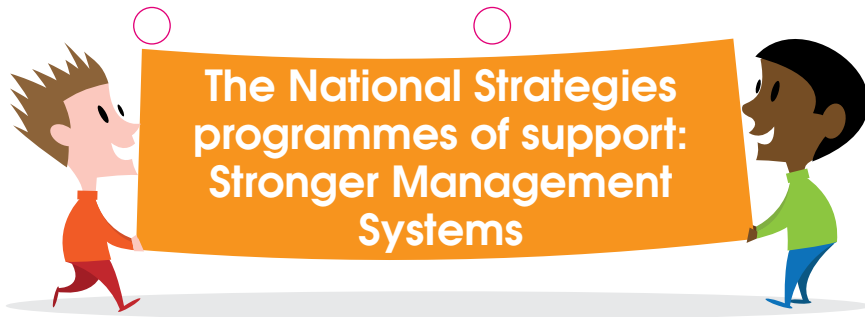 The National Strategies
programmes of support:
Stronger Management
Systems